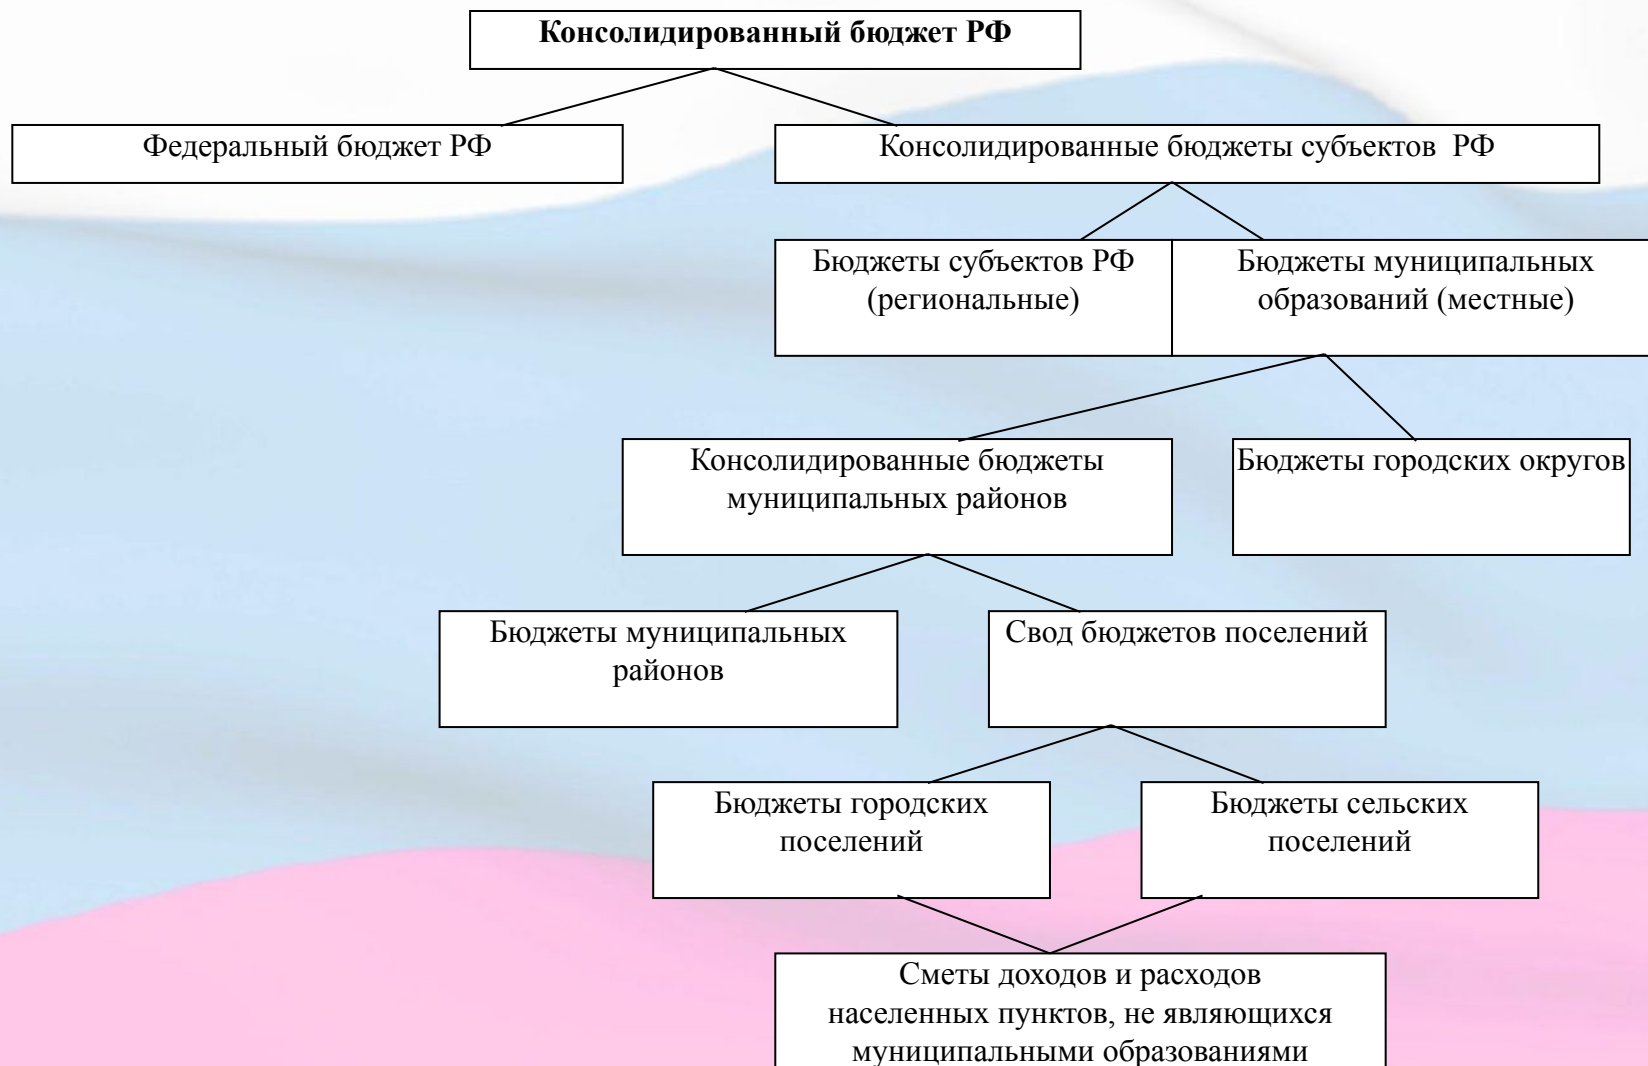 Консолидированный бюджет РФ
Федеральный бюджет РФ
Консолидированные бюджеты субъектов РФ
Бюджеты субъектов РФ
(региональные)
Бюджеты муниципальных
образований (местные)
Консолидированные бюджеты
муниципальных районов
Бюджеты городских округов
Бюджеты муниципальных
районов
Свод бюджетов поселений
Бюджеты городских
поселений
Бюджеты сельских
поселений
Сметы доходов и расходов
населенных пунктов, не являющихся
муниципальными образованиями